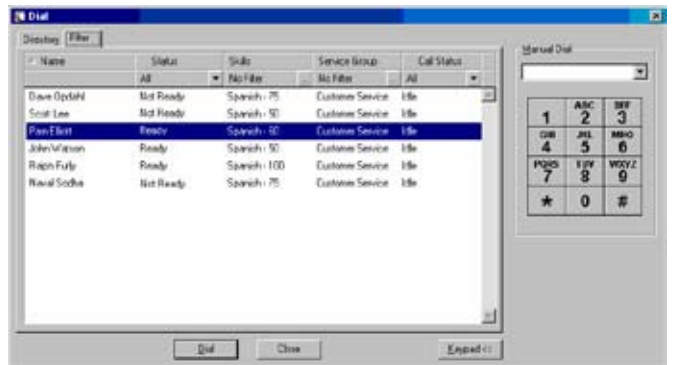 Dial
Directory Filter
Name Status Skills Service Group Call Status
All No Filter No Filter All
Dave Opdahl Not Ready Spanish : 75 Customer Service Idle
Scott Lee Not Ready Spanish : 50 Customer Service Idle
Pam Elliott Ready Spanish : 60 Customer Service Idle
John Watson Ready Spanish : 50 Customer Service Idle
Ralph Furly Ready Spanish : 100 Customer Service Idle
Naval Sodha Not Ready Spanish : 75 Customer Service Idle
Dial Close Keypad <<
Manual Dial
ABC DEF
1 2 3
GHI JKL MNO
4 5 6
PQRS TUV WXYZ
7 8 9
* 0 #